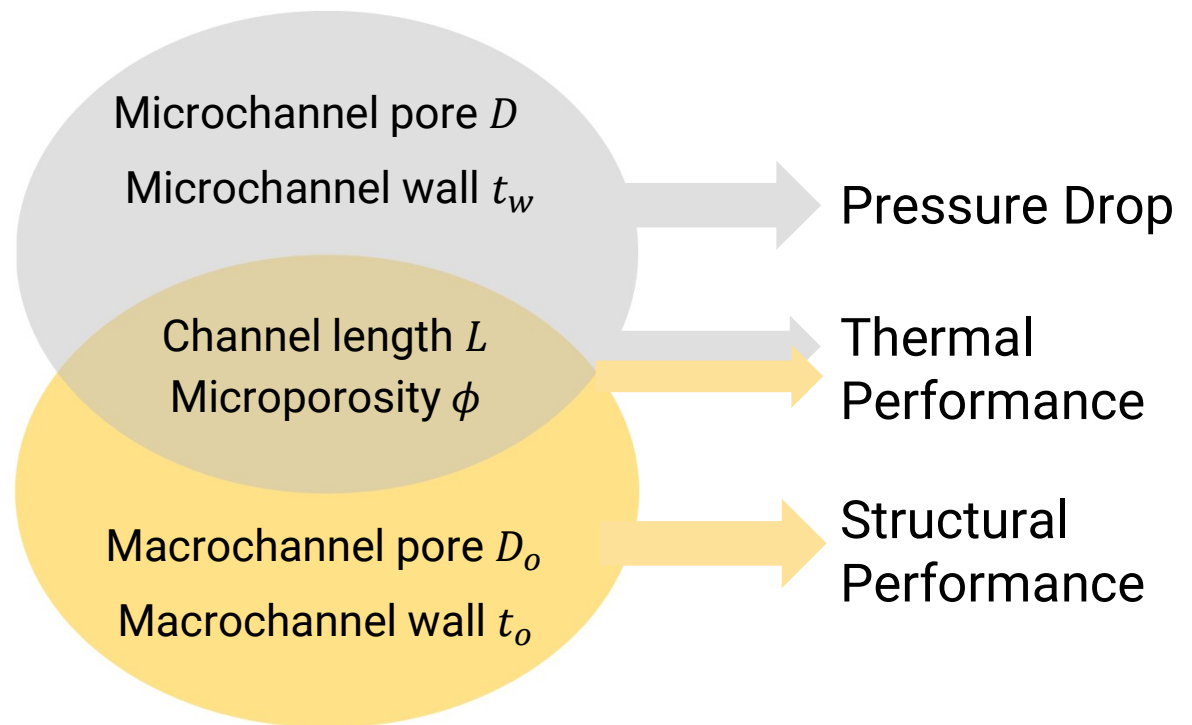 Microchannel pore D
Microchannel wall t_w
Pressure Drop
Channel length L
Microporosity ϕ
Thermal
Performance
Macrochannel pore D_o
Macrochannel wall t_o
Structural
Performance